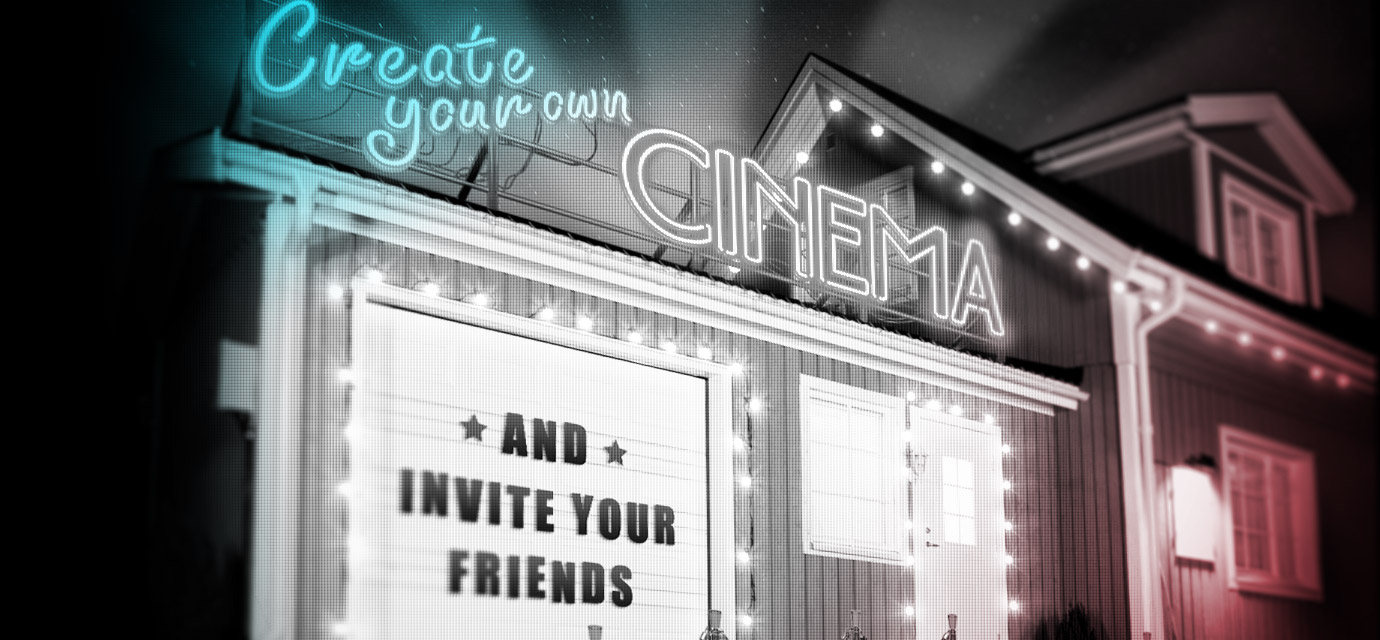 Create
your own
CINEMA
★ AND ★
INVITE YOUR
FRIENDS